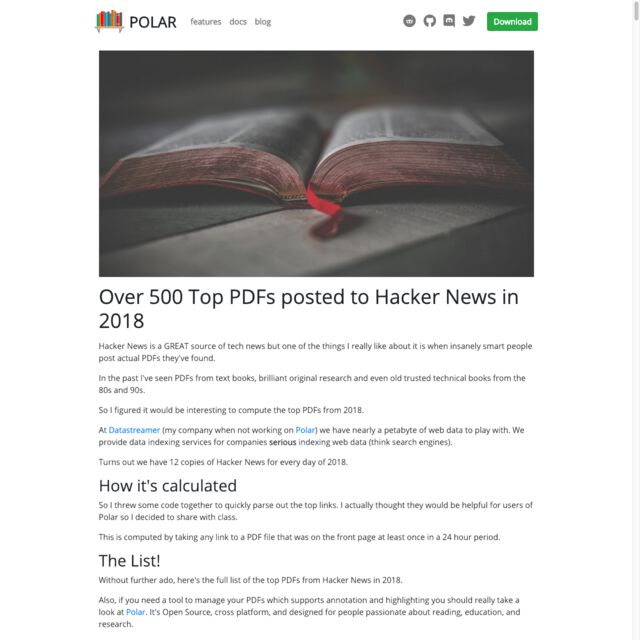 POLAR features docs blog Download
Over 500 Top PDFs posted to Hacker News in
2018
Hacker News is a GREAT source of tech news but one of the things I really like about it is when insanely smart people
post actual PDFs they've found.
In the past I've seen PDFs from text books, brilliant original research and even old trusted technical books from the
80s and 90s.
So I figured it would be interesting to compute the top PDFs from 2018.
At Datastreamer (my company when not working on Polar) we have nearly a petabyte of web data to play with. We
provide data indexing services for companies serious indexing web data (think search engines).
Turns out we have 12 copies of Hacker News for every day of 2018.
How it's calculated
So I threw some code together to quickly parse out the top links. I actually thought they would be helpful for users of
Polar so I decided to share with class.
This is computed by taking any link to a PDF file that was on the front page at least once in a 24 hour period.
The List!
Without further ado, here's the full list of the top PDFs from Hacker News in 2018.
Also, if you need a tool to manage your PDFs which supports annotation and highlighting you should really take a
look at Polar. It's Open Source, cross platform, and designed for people passionate about reading, education, and
research.